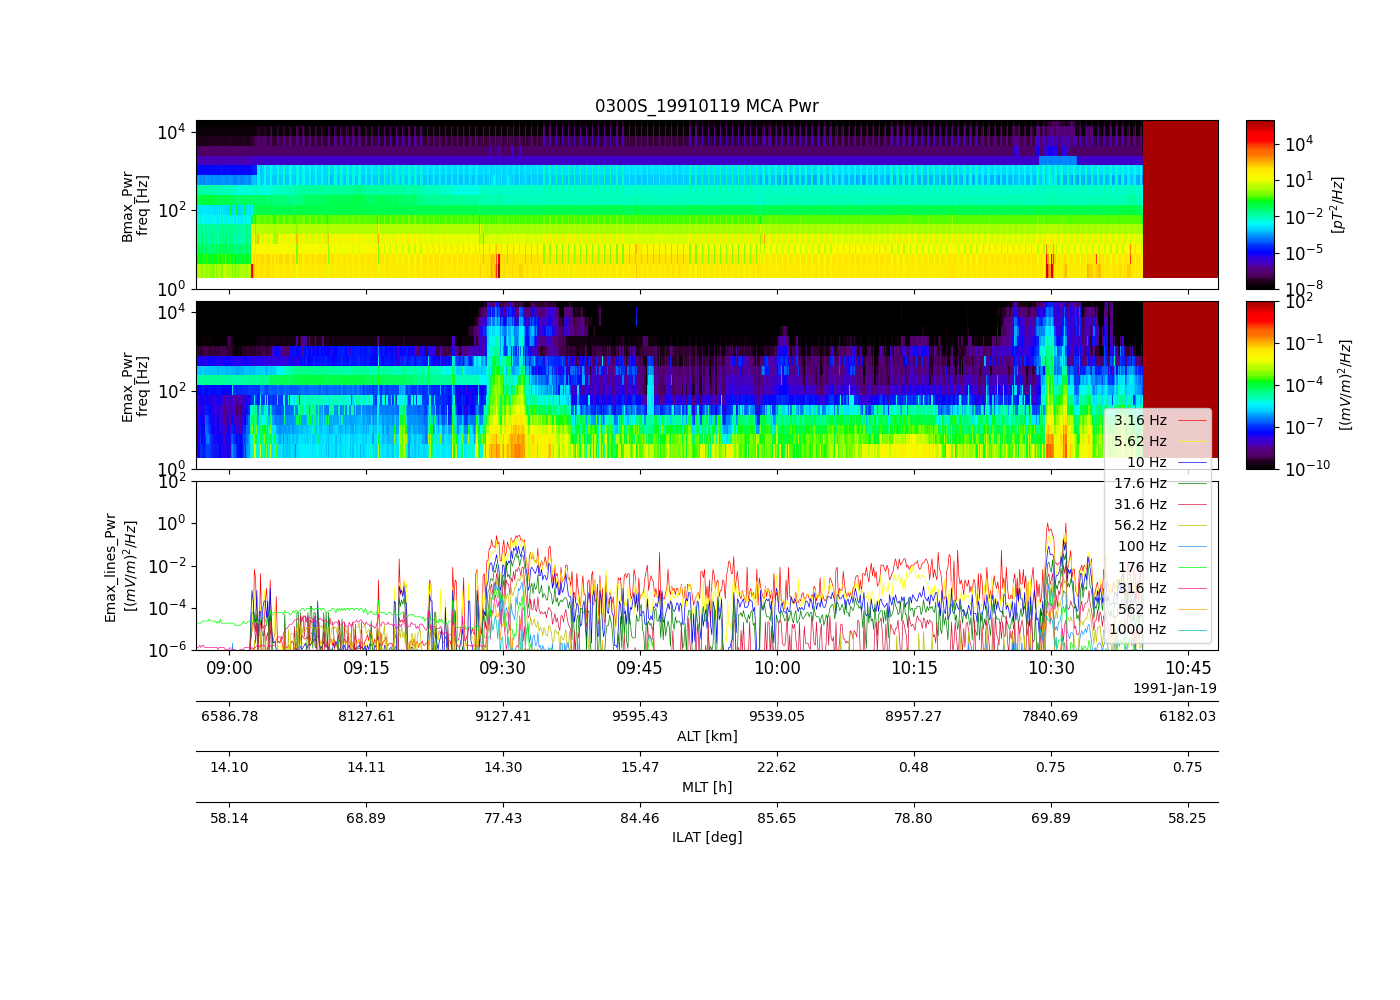 0300S_19910119 MCA Pwr
Bmax_Pwr
freq [Hz]
10^4
10^2
10^0
10^4
10^1
10^-2
10^-5
10^-8
[pT^2/Hz]
Emax_Pwr
freq [Hz]
10^4
10^2
10^0
10^2
10^-1
10^-4
10^-7
10^-10
[(mV/m)^2/Hz]
Emax_lines_Pwr
[(mV/m)^2/Hz]
10^2
10^0
10^-2
10^-4
10^-6
3.16 Hz
5.62 Hz
10 Hz
17.6 Hz
31.6 Hz
56.2 Hz
100 Hz
176 Hz
316 Hz
562 Hz
1000 Hz
09:00 09:15 09:30 09:45 10:00 10:15 10:30 10:45
1991-Jan-19
6586.78 8127.61 9127.41 9595.43 9539.05 8957.27 7840.69 6182.03
ALT [km]
14.10 14.11 14.30 15.47 22.62 0.48 0.75 0.75
MLT [h]
58.14 68.89 77.43 84.46 85.65 78.80 69.89 58.25
ILAT [deg]